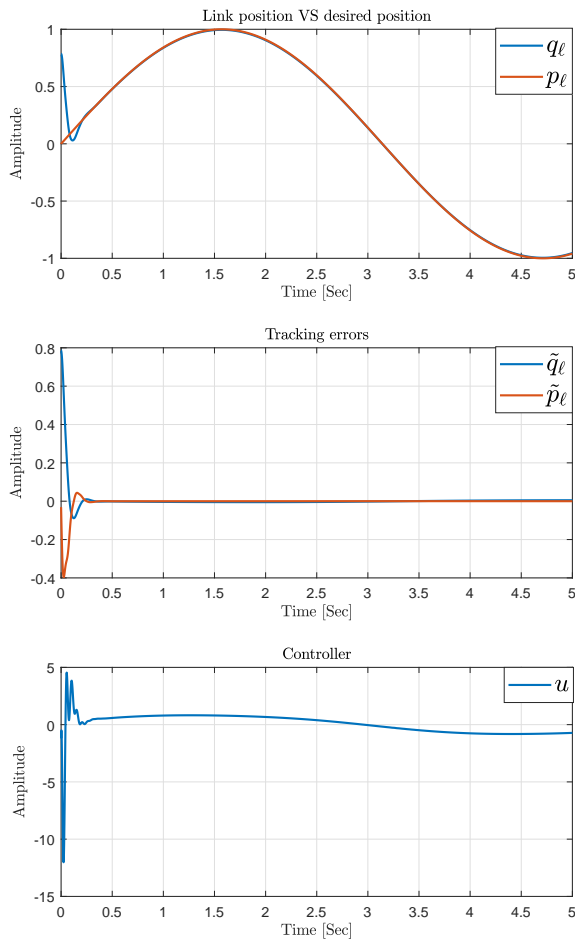 Link position VS desired position
1
0.5
0
-0.5
-1
Amplitude
qℓ
pℓ
0 0.5 1 1.5 2 2.5 3 3.5 4 4.5 5
Time [Sec]
Tracking errors
0.8
0.6
0.4
0.2
0
-0.2
-0.4
Amplitude
q̃ℓ
p̃ℓ
0 0.5 1 1.5 2 2.5 3 3.5 4 4.5 5
Time [Sec]
Controller
5
0
-5
-10
-15
Amplitude
u
0 0.5 1 1.5 2 2.5 3 3.5 4 4.5 5
Time [Sec]